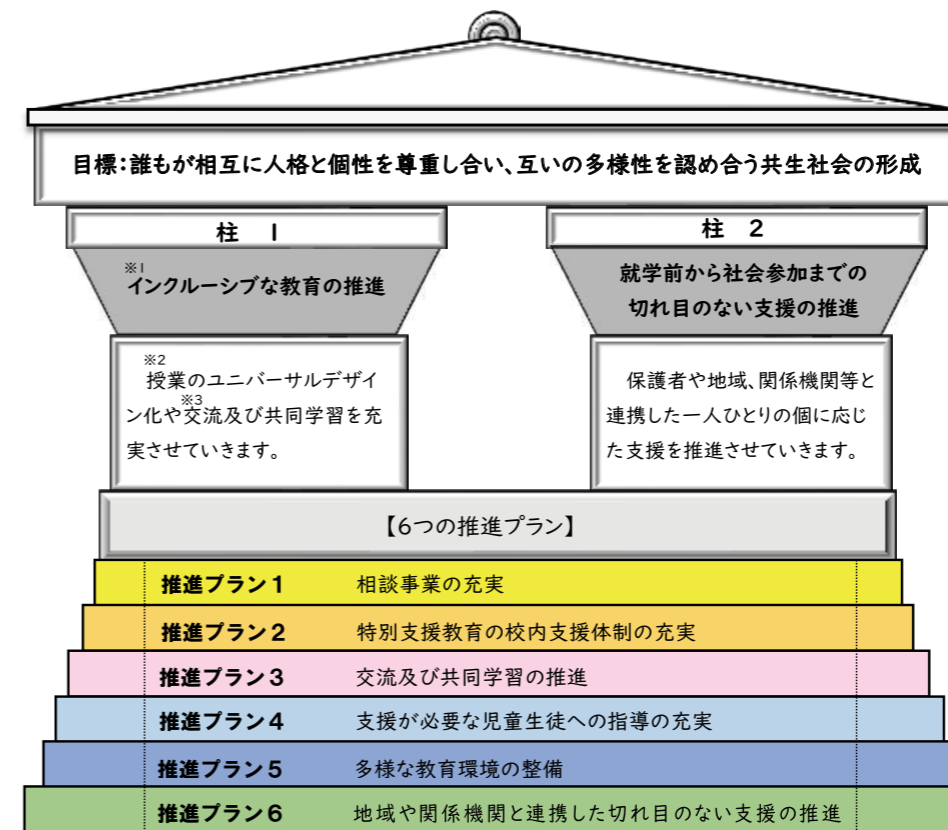 目標:誰もが相互に人格と個性を尊重し合い、互いの多様性を認め合う共生社会の形成
柱 1
※1
インクルーシブな教育の推進
※2
授業のユニバーサルデザイ
※3
ン化や交流及び共同学習を充
実させていきます。
柱 2
就学前から社会参加までの
切れ目のない支援の推進
保護者や地域、関係機関等と
連携した一人ひとりの個に応じ
た支援を推進させていきます。
【6つの推進プラン】
推進プラン1 相談事業の充実
推進プラン2 特別支援教育の校内支援体制の充実
推進プラン3 交流及び共同学習の推進
推進プラン4 支援が必要な児童生徒への指導の充実
推進プラン5 多様な教育環境の整備
推進プラン6 地域や関係機関と連携した切れ目のない支援の推進